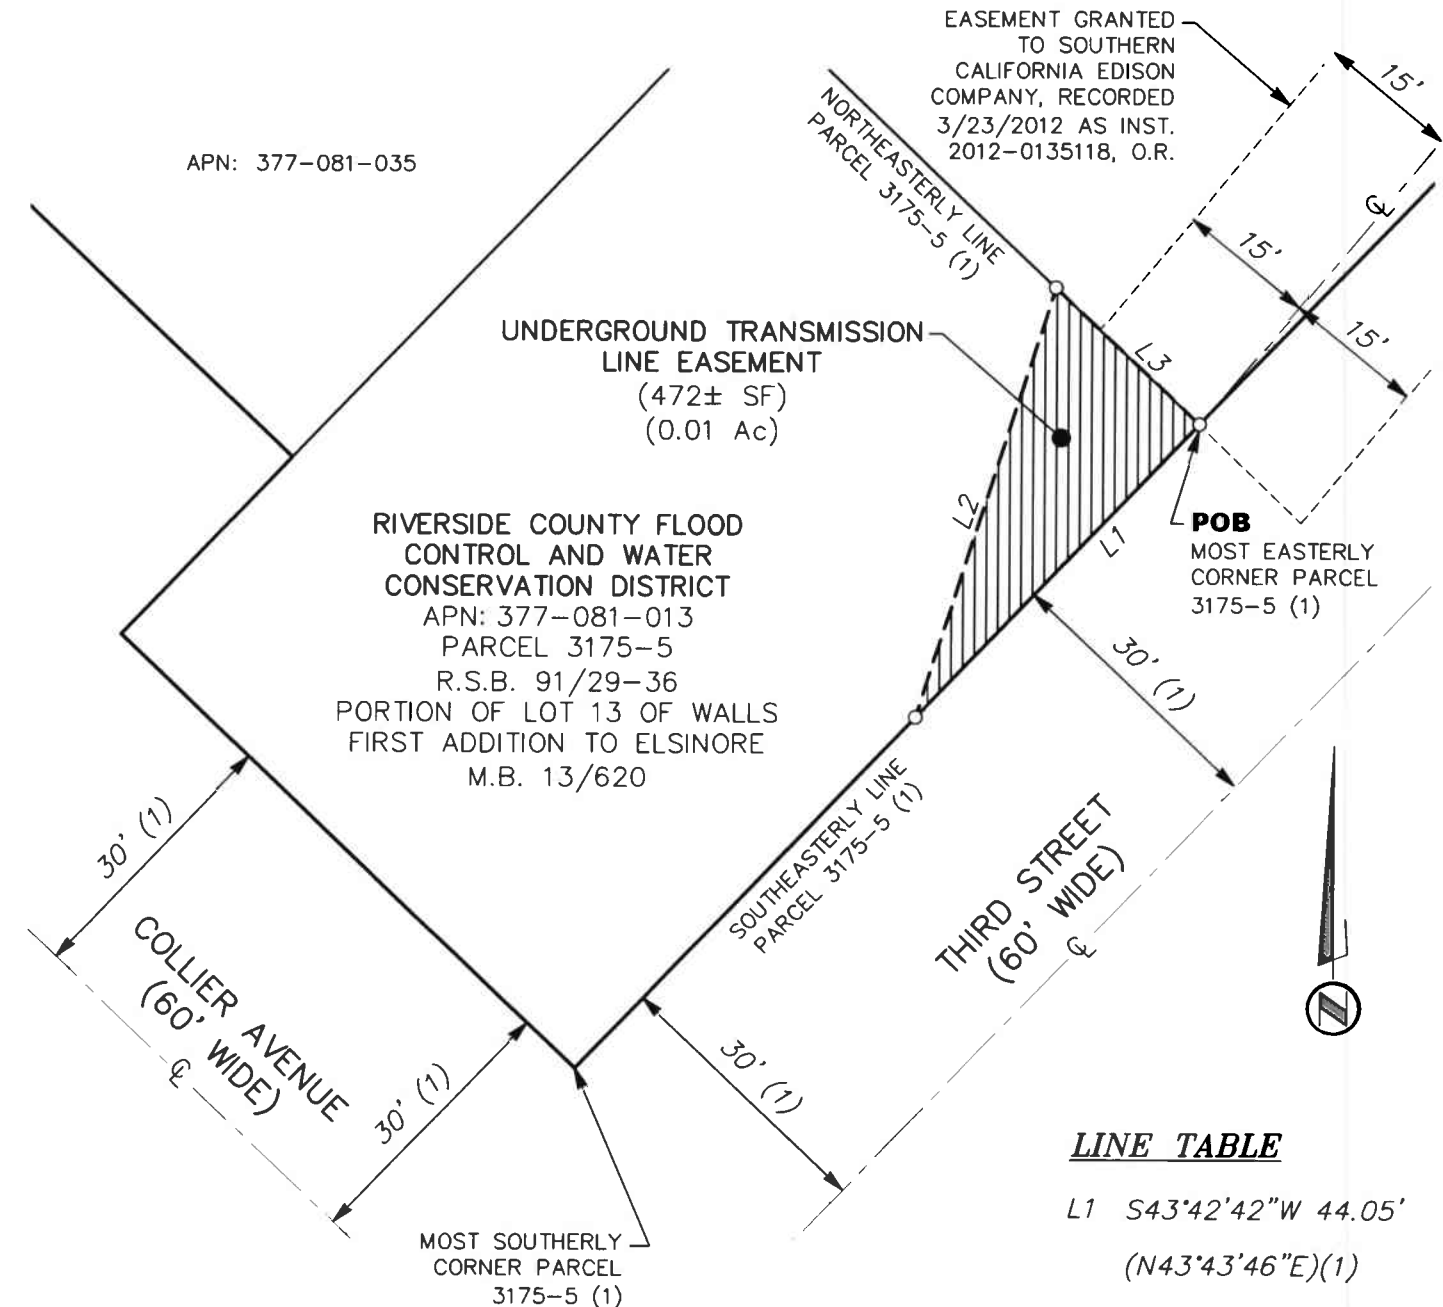 EASEMENT GRANTED
TO SOUTHERN
CALIFORNIA EDISON
COMPANY, RECORDED
3/23/2012 AS INST.
2012-0135118, O.R.
15'
APN: 377-081-035
NORTHEASTERLY LINE
PARCEL 3175-5 (1)
℄
15'
15'
UNDERGROUND TRANSMISSION
LINE EASEMENT
(472± SF)
(0.01 Ac)
L3
L2
L1
POB
MOST EASTERLY
CORNER PARCEL
3175-5 (1)
RIVERSIDE COUNTY FLOOD
CONTROL AND WATER
CONSERVATION DISTRICT
APN: 377-081-013
PARCEL 3175-5
R.S.B. 91/29-36
PORTION OF LOT 13 OF WALLS
FIRST ADDITION TO ELSINORE
M.B. 13/620
30' (1)
30' (1)
SOUTHEASTERLY LINE
PARCEL 3175-5 (1)
THIRD STREET
(60' WIDE)
℄
COLLIER AVENUE
(60' WIDE)
℄
30' (1)
30' (1)
N
MOST SOUTHERLY
CORNER PARCEL
3175-5 (1)
LINE TABLE
L1 S43°42'42"W 44.05'
(N43°43'46"E)(1)